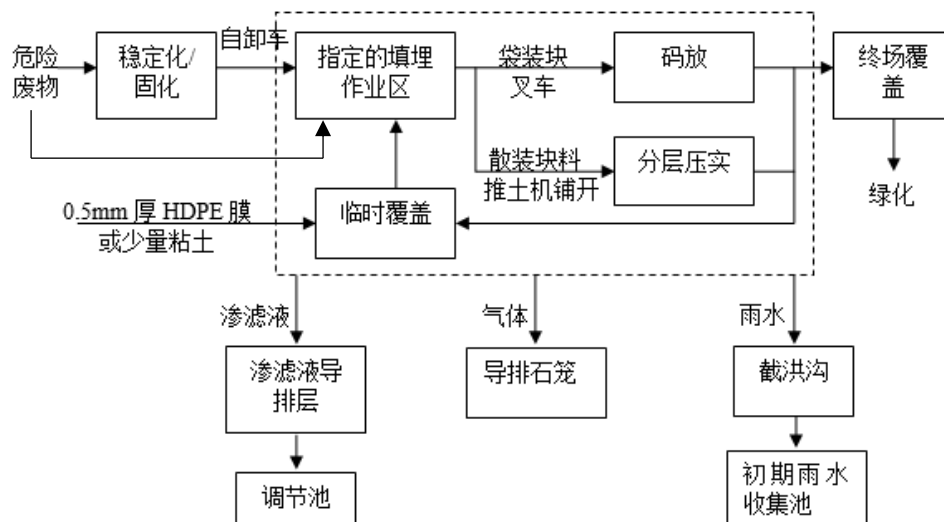 危险
废物
稳定化/
固化
自卸车
指定的填埋
作业区
袋装块
叉车
码放
终场覆
盖
散装块料
推土机铺开
分层压实
绿化
0.5mm 厚 HDPE 膜
或少量粘土
临时覆盖
渗滤液
气体
雨水
渗滤液导
排层
导排石笼
截洪沟
调节池
初期雨水
收集池